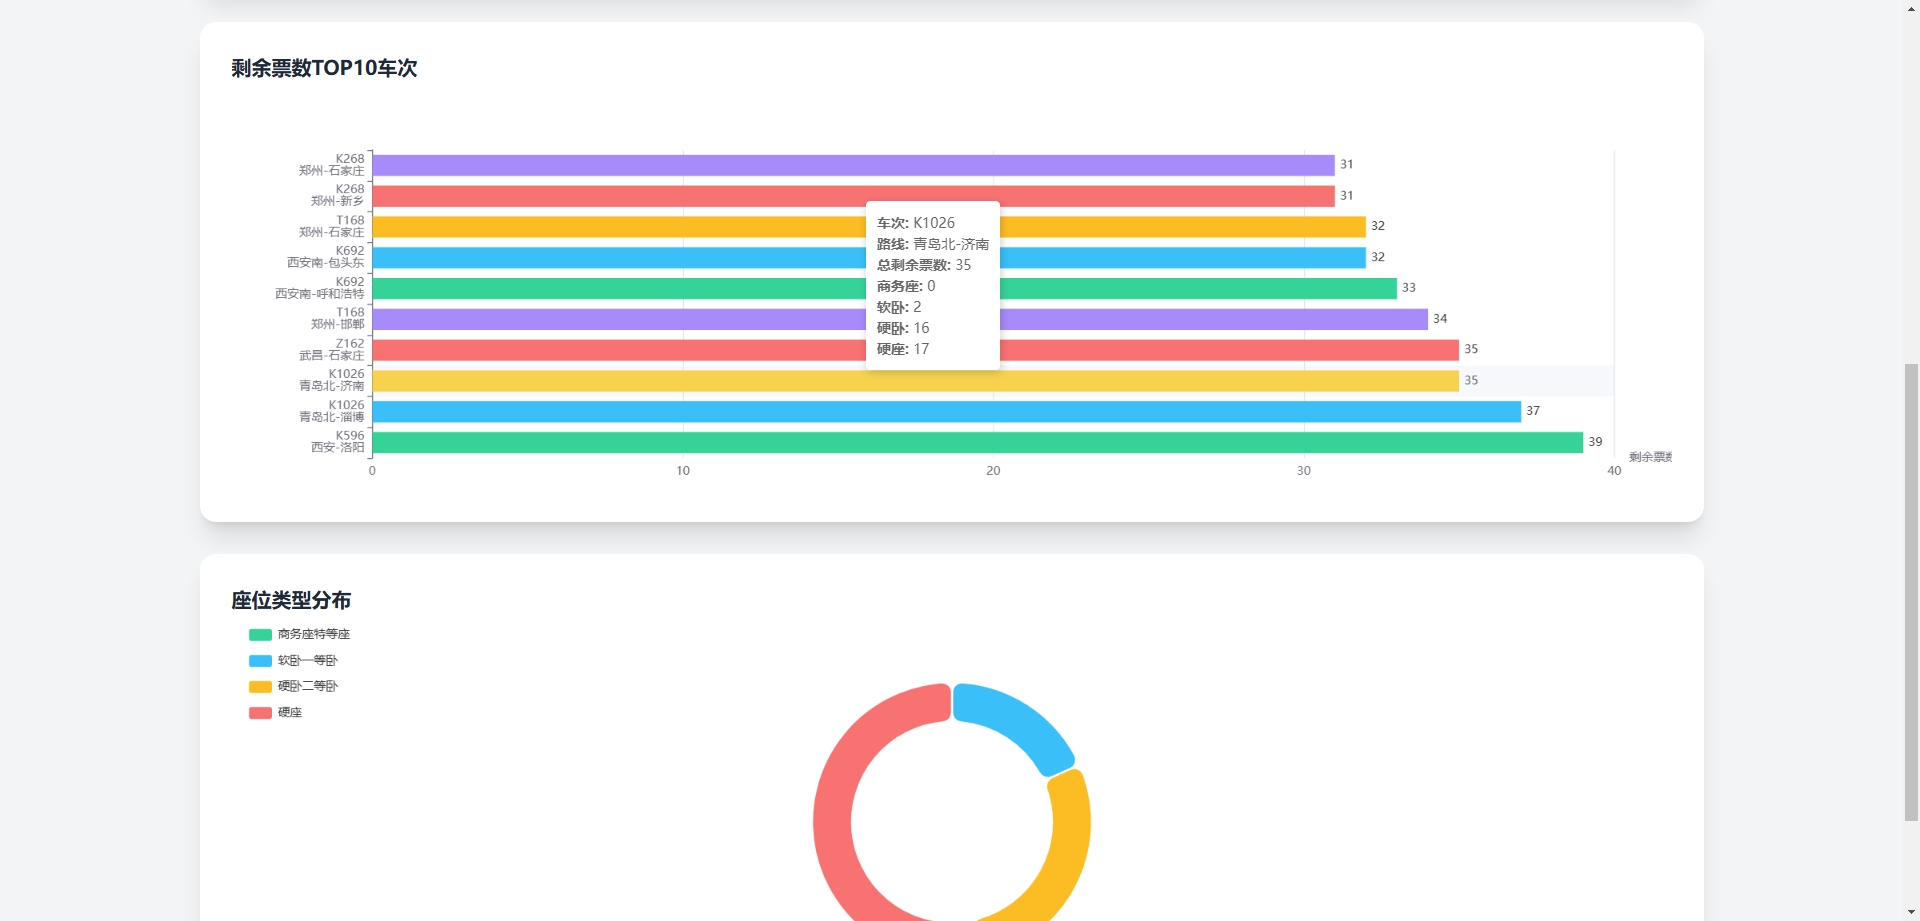 剩余票数TOP10车次
K268
郑州-石家庄
31
K268
郑州-新乡
31
T168
郑州-石家庄
32
K692
西安南-包头东
32
K692
西安南-呼和浩特
33
T168
郑州-邯郸
34
Z162
武昌-石家庄
35
K1026
青岛北-济南
35
K1026
青岛北-淄博
37
K596
西安-洛阳
39
车次: K1026
路线: 青岛北-济南
总剩余票数: 35
商务座: 0
软卧: 2
硬卧: 16
硬座: 17
0 10 20 30 40
剩余票数
座位类型分布
商务座特等座
软卧一等卧
硬卧二等卧
硬座